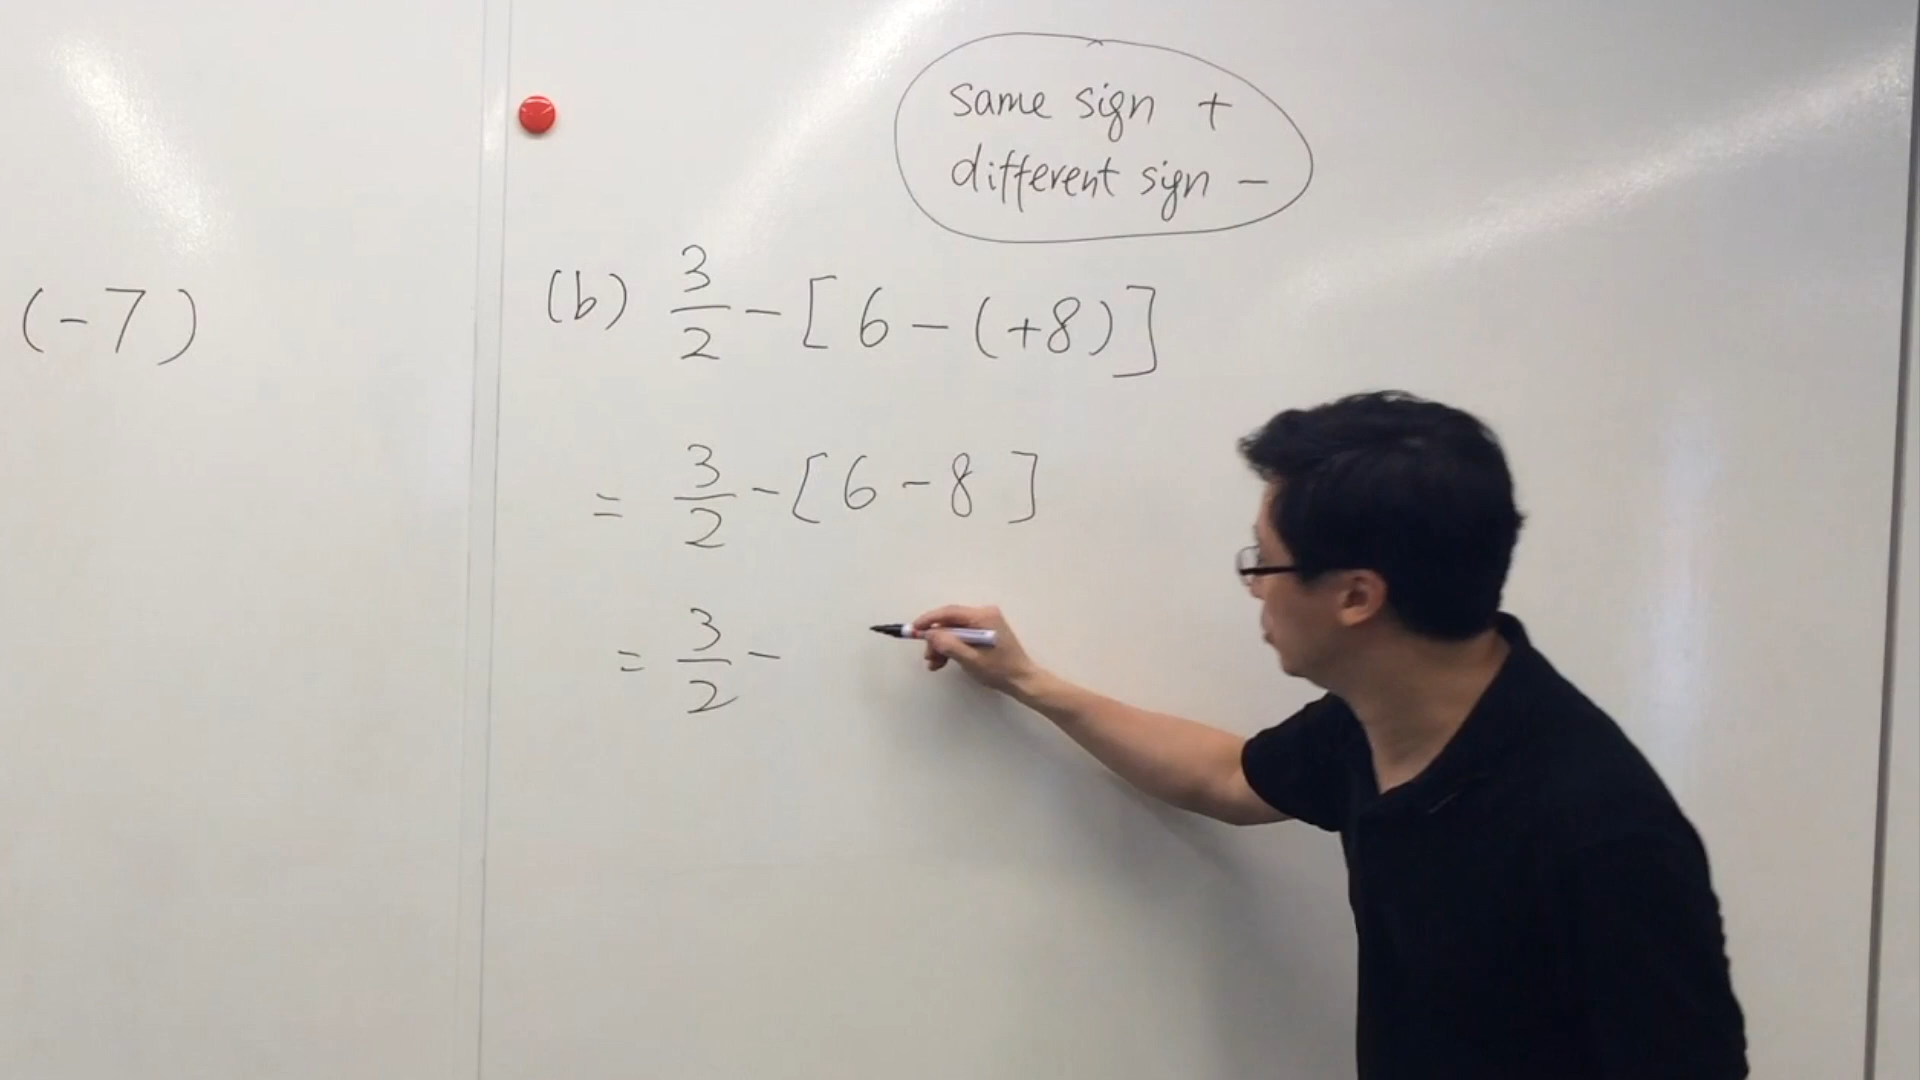 same sign +
different sign -
(-7)
(b) 3/2 - [6 - (+8)]
= 3/2 - [6 - 8]
= 3/2 -